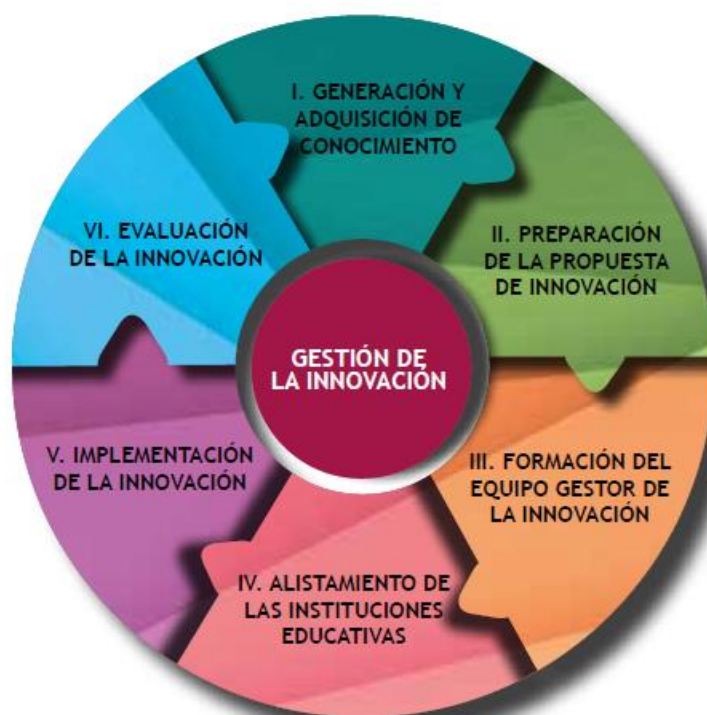 I. GENERACIÓN Y
ADQUISICIÓN DE
CONOCIMIENTO
II. PREPARACIÓN
DE LA PROPUESTA
DE INNOVACIÓN
III. FORMACIÓN DEL
EQUIPO GESTOR DE
LA INNOVACIÓN
IV. ALISTAMIENTO DE
LAS INSTITUCIONES
EDUCATIVAS
V. IMPLEMENTACIÓN
DE LA INNOVACIÓN
VI. EVALUACIÓN
DE LA INNOVACIÓN
GESTIÓN DE
LA INNOVACIÓN